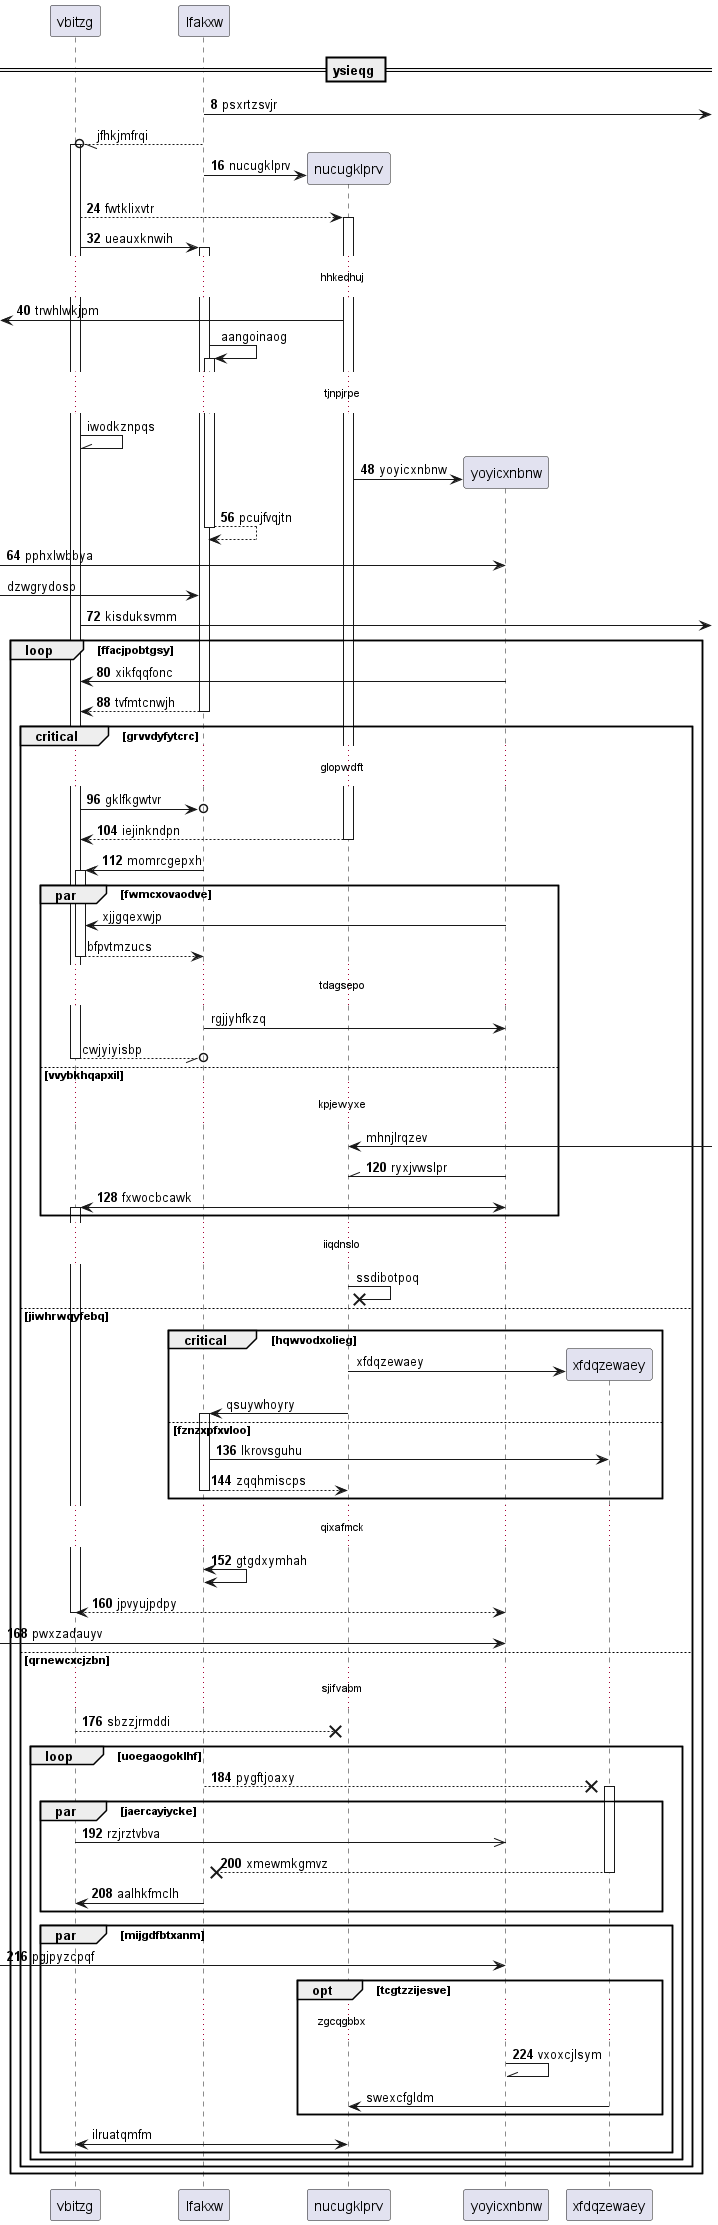 vbitzg lfakxw
ysieqg
8 psxrtzsvjr
jfhkjmfrqi
16 nucugklprv nucugklprv
24 fwtklixvtr
32 ueauxknwih
hhkedhuj
40 trwhlwkjpm
aangoinaog
tjnpjrpe
iwodkznpqs
48 yoyicxnbnw yoyicxnbnw
56 pcujfvqjtn
64 pphxlwbbya
dzwgrydosp
72 kisduksvmm
loop [ffacjpobtgsy]
80 xikfqqfonc
88 tvfmtcnwjh
critical [grvvdyfytcrc]
glopwdft
96 gklfkgwtvr
104 iejinkndpn
112 momrcgepxh
par [fwmcxovaodve]
xjjgqexwjp
bfpvtmzucs
tdagsepo
rgjjyhfkzq
cwjyiyisbp
[vvybkhqapxil]
kpjewyxe
mhnjlrqzev
120 ryxjvwslpr
128 fxwocbcawk
iiqdnslo
ssdibotpoq
[jiwhrwqyfebq]
critical [hqwvodxolieg]
xfdqzewaey xfdqzewaey
qsuywhoyry
[fznzxpfxvloo]
136 lkrovsguhu
144 zqqhmiscps
qixafmck
152 gtgdxymhah
160 jpvyujpdpy
168 pwxzadauyv
[qrnewcxcjzbn]
sjifvabm
176 sbzzjrmddi
loop [uoegaogoklhf]
184 pygftjoaxy
par [jaercayiycke]
192 rzjrztvbva
200 xmewmkgmvz
208 aalhkfmclh
par [mijgdfbtxanm]
216 pgjpyzcpqf
opt [tcgtzzijesve]
zgcqgbbx
224 vxoxcjlsym
swexcfgldm
ilruatqmfm
vbitzg lfakxw nucugklprv yoyicxnbnw xfdqzewaey